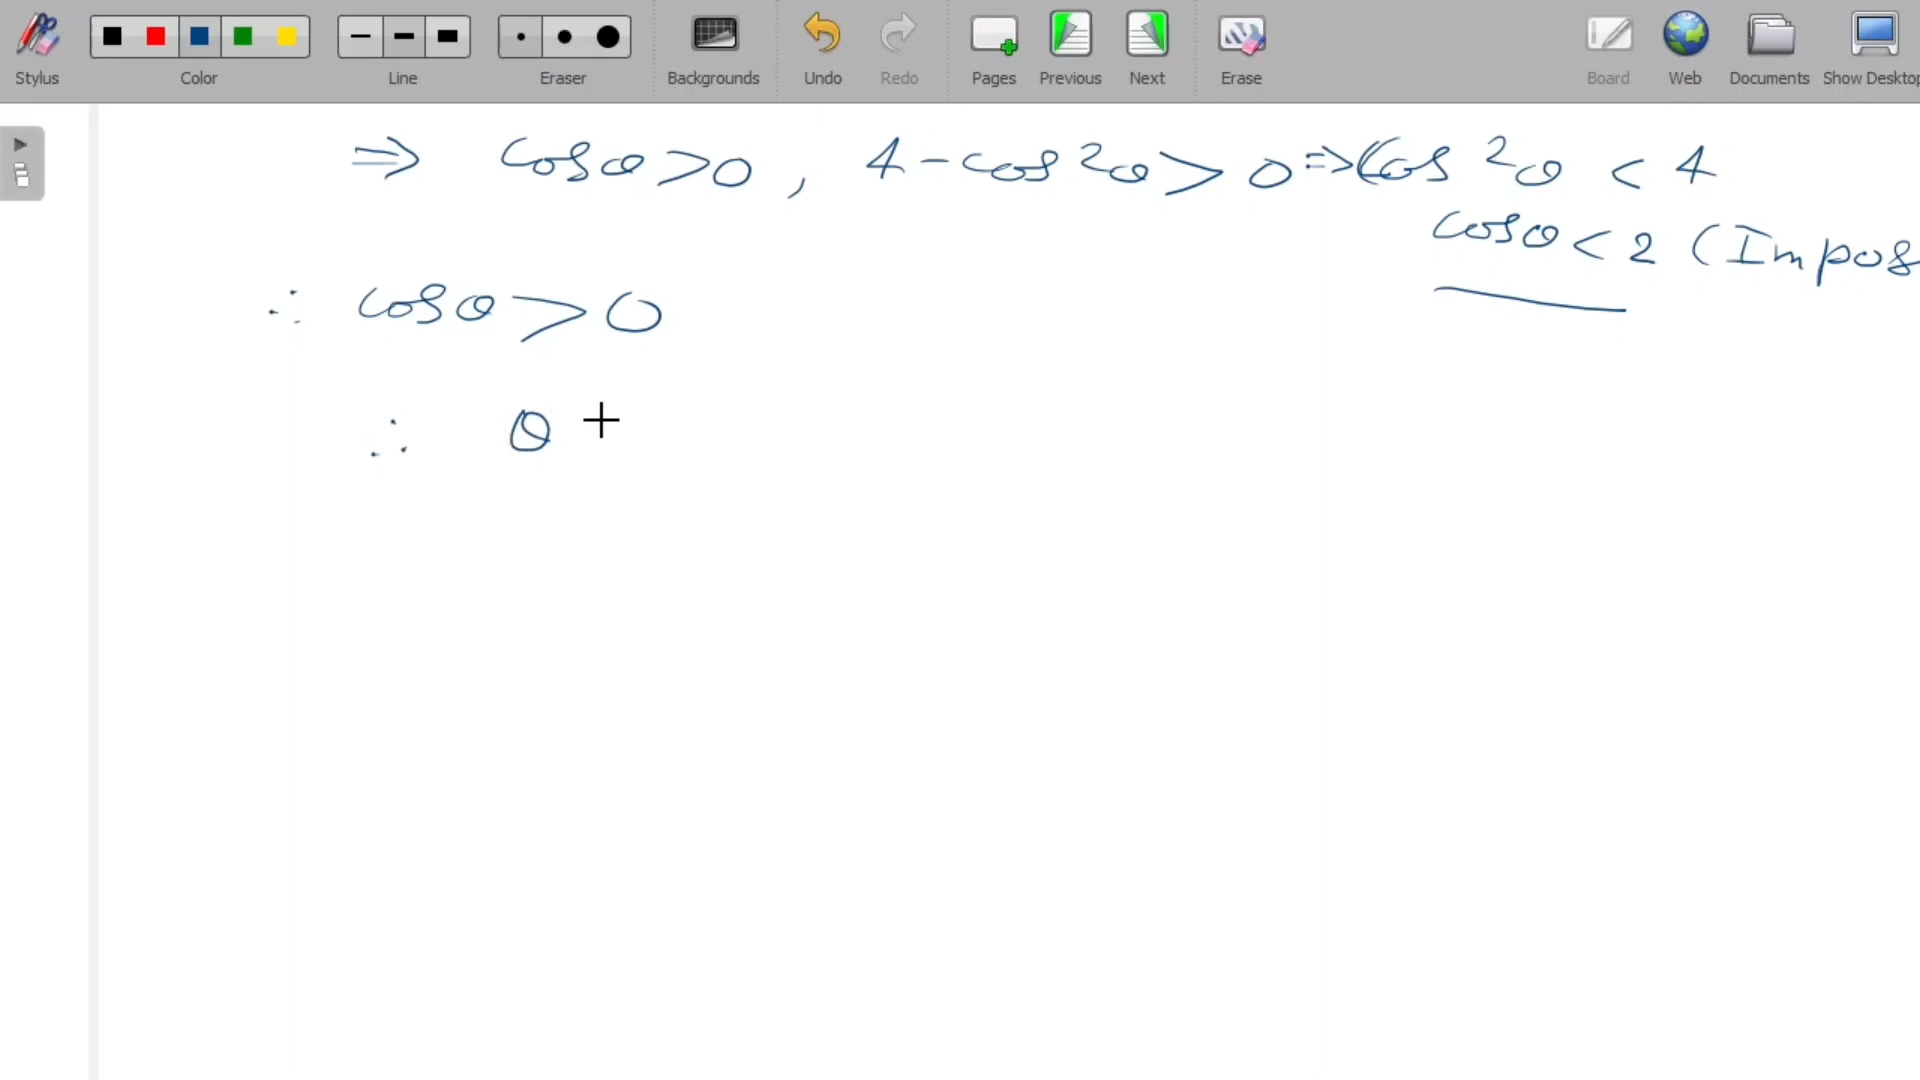 Stylus Color Line Eraser Backgrounds Undo Redo Pages Previous Next Erase Board Web Documents Show Desktop
⇒ cosθ > 0 , 4 - cos²θ > 0 ⇒ Cos²θ < 4
cosθ < 2 (Impos
∴ cosθ > 0
∴ θ